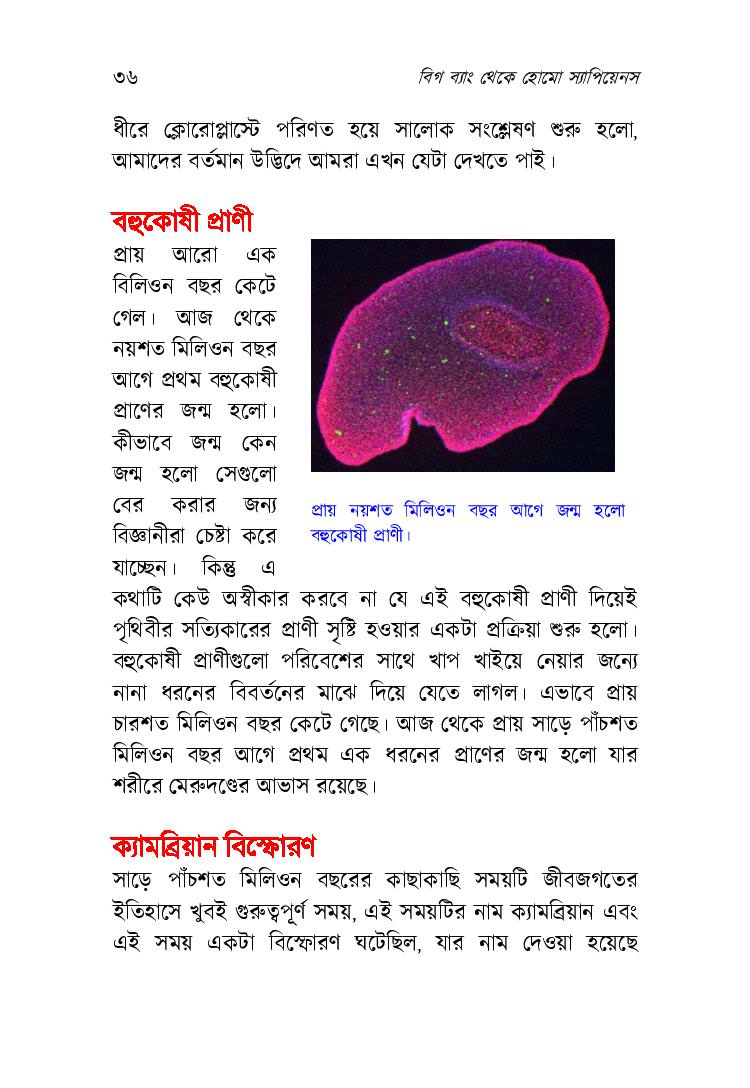 ৩৬ বিগ ব্যাং থেকে হোমো স্যাপিয়েনস
ধীরে ক্লোরোপ্লাস্টে পরিণত হয়ে সালোক সংশ্লেষণ শুরু হলো,
আমাদের বর্তমান উদ্ভিদে আমরা এখন যেটা দেখতে পাই।
বহুকোষী প্রাণী
প্রায় আরো এক
বিলিওন বছর কেটে
গেল। আজ থেকে
নয়শত মিলিওন বছর
আগে প্রথম বহুকোষী
প্রাণের জন্ম হলো।
কীভাবে জন্ম কেন
জন্ম হলো সেগুলো
বের করার জন্য
বিজ্ঞানীরা চেষ্টা করে
যাচ্ছেন। কিন্তু এ
প্রায় নয়শত মিলিওন বছর আগে জন্ম হলো
বহুকোষী প্রাণী।
কথাটি কেউ অস্বীকার করবে না যে এই বহুকোষী প্রাণী দিয়েই
পৃথিবীর সত্যিকারের প্রাণী সৃষ্টি হওয়ার একটা প্রক্রিয়া শুরু হলো।
বহুকোষী প্রাণীগুলো পরিবেশের সাথে খাপ খাইয়ে নেয়ার জন্যে
নানা ধরনের বিবর্তনের মাঝে দিয়ে যেতে লাগল। এভাবে প্রায়
চারশত মিলিওন বছর কেটে গেছে। আজ থেকে প্রায় সাড়ে পাঁচশত
মিলিওন বছর আগে প্রথম এক ধরনের প্রাণের জন্ম হলো যার
শরীরে মেরুদণ্ডের আভাস রয়েছে।
ক্যামব্রিয়ান বিস্ফোরণ
সাড়ে পাঁচশত মিলিওন বছরের কাছাকাছি সময়টি জীবজগতের
ইতিহাসে খুবই গুরুত্বপূর্ণ সময়, এই সময়টির নাম ক্যামব্রিয়ান এবং
এই সময় একটা বিস্ফোরণ ঘটেছিল, যার নাম দেওয়া হয়েছে